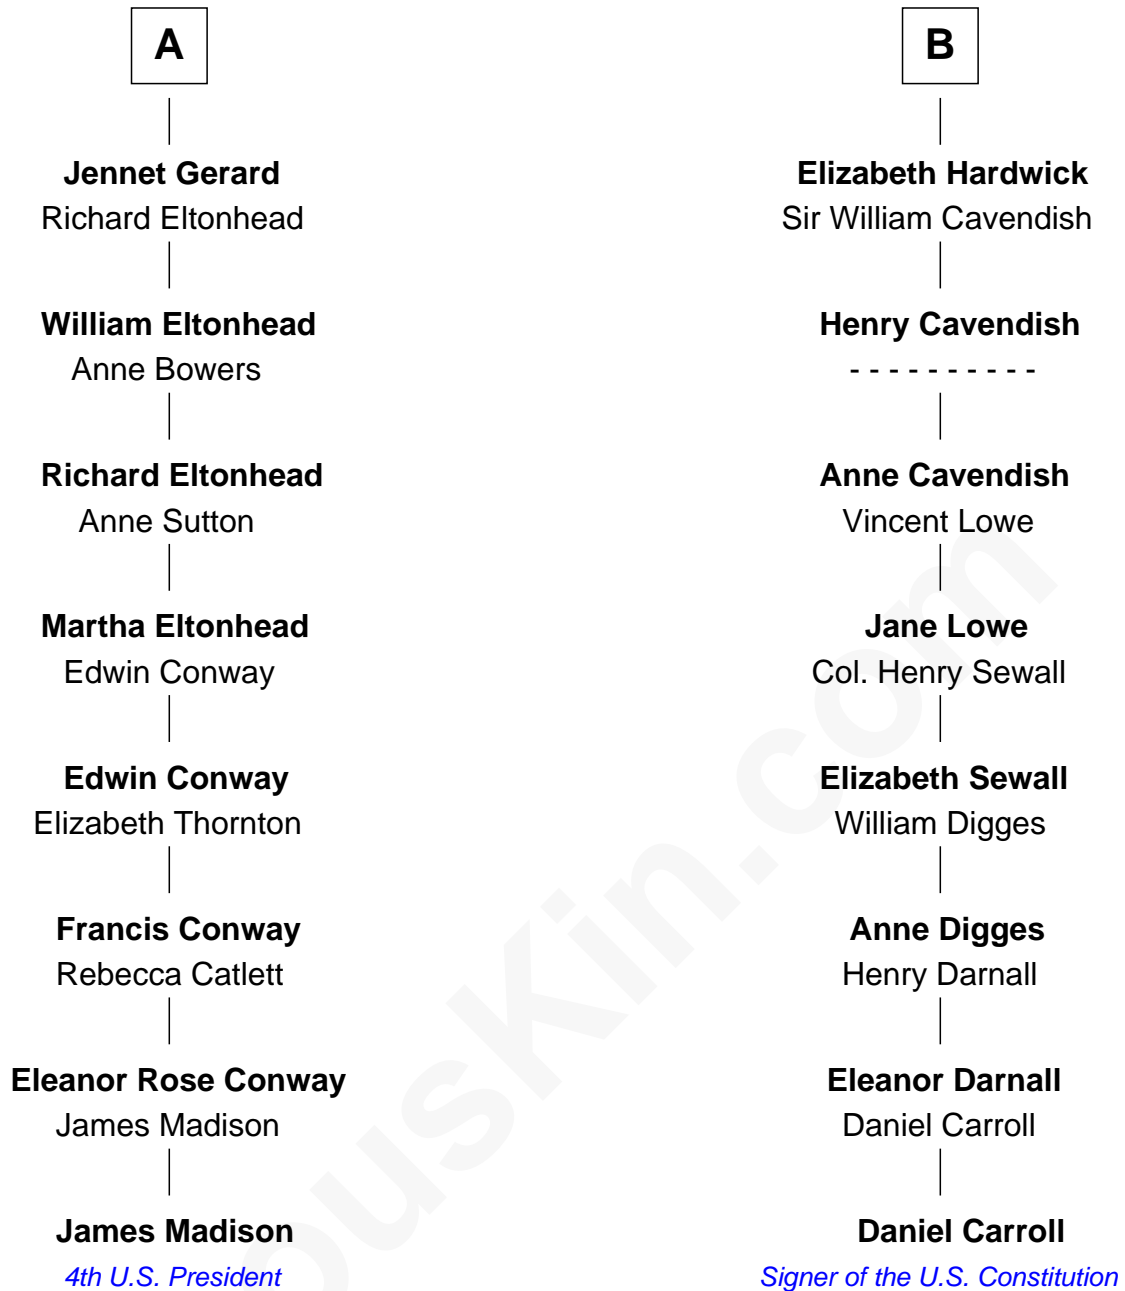 A
Jennet Gerard
Richard Eltonhead
William Eltonhead
Anne Bowers
Richard Eltonhead
Anne Sutton
Martha Eltonhead
Edwin Conway
Edwin Conway
Elizabeth Thornton
Francis Conway
Rebecca Catlett
Eleanor Rose Conway
James Madison
James Madison
4th U.S. President
B
Elizabeth Hardwick
Sir William Cavendish
Henry Cavendish
- - - - - - - - - -
Anne Cavendish
Vincent Lowe
Jane Lowe
Col. Henry Sewall
Elizabeth Sewall
William Digges
Anne Digges
Henry Darnall
Eleanor Darnall
Daniel Carroll
Daniel Carroll
Signer of the U.S. Constitution
ousKin.com